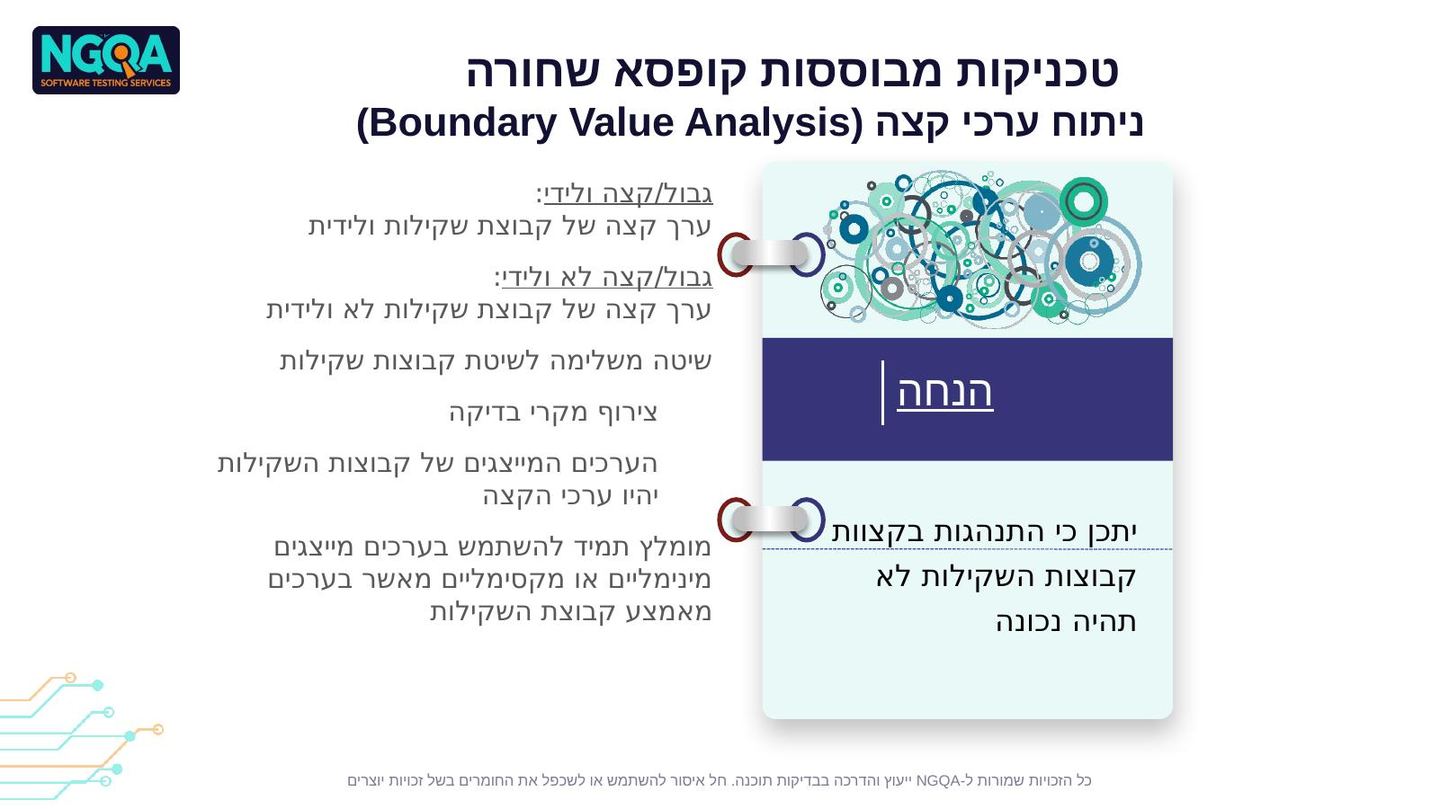 NGQA
SOFTWARE TESTING SERVICES
טכניקות מבוססות קופסא שחורה
ניתוח ערכי קצה (Boundary Value Analysis)
הנחה
יתכן כי התנהגות בקצוות
קבוצות השקילות לא
תהיה נכונה
גבול/קצה ולידי:
ערך קצה של קבוצת שקילות ולידית
גבול/קצה לא ולידי:
ערך קצה של קבוצת שקילות לא ולידית
שיטה משלימה לשיטת קבוצות שקילות
צירוף מקרי בדיקה
הערכים המייצגים של קבוצות השקילות
יהיו ערכי הקצה
מומלץ תמיד להשתמש בערכים מייצגים
מינימליים או מקסימליים מאשר בערכים
מאמצע קבוצת השקילות
כל הזכויות שמורות ל-NGQA ייעוץ והדרכה בבדיקות תוכנה. חל איסור להשתמש או לשכפל את החומרים בשל זכויות יוצרים